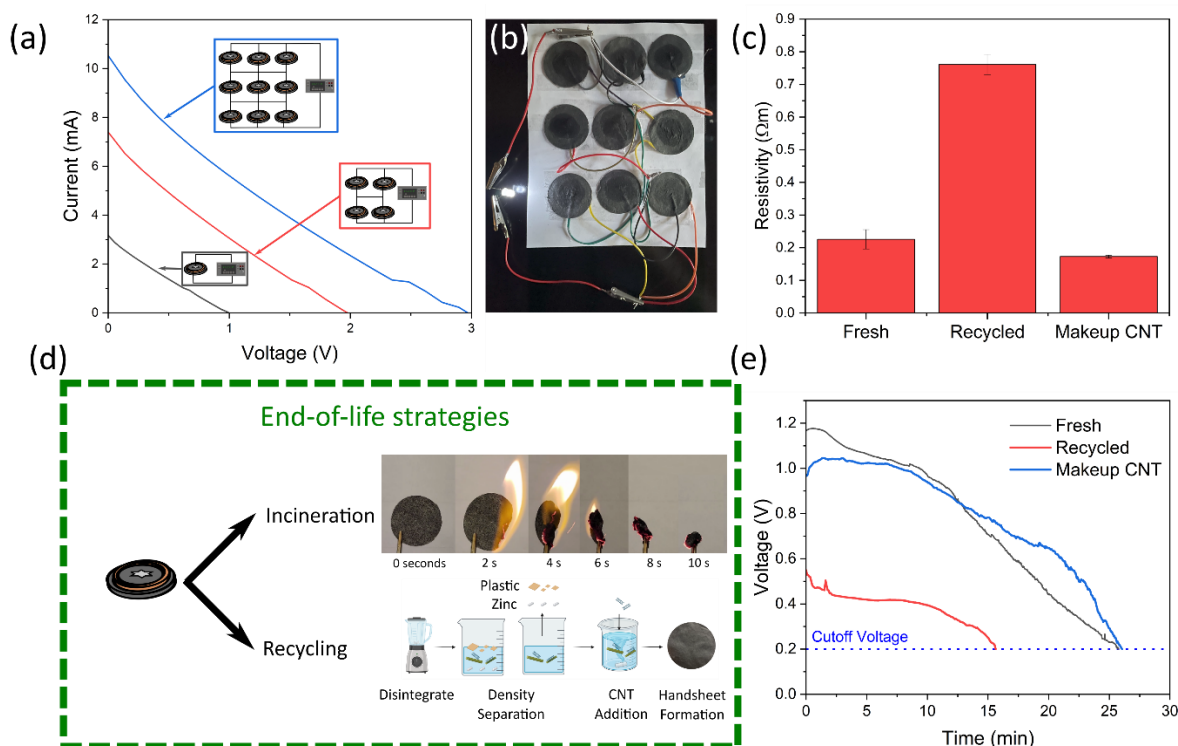 (a)
12
10
8
6
4
2
0
Current (mA)
0 1 2 3
Voltage (V)
(b)
(c)
0.9
0.8
0.7
0.6
0.5
0.4
0.3
0.2
0.1
0.0
Resistivity (Ωm)
Fresh Recycled Makeup CNT
(d)
End-of-life strategies
Incineration
0 seconds 2 s 4 s 6 s 8 s 10 s
Plastic
Zinc
Recycling
Disintegrate
Density
Separation
CNT
Addition
Handsheet
Formation
(e)
1.2
1.0
0.8
0.6
0.4
0.2
0.0
Voltage (V)
Fresh
Recycled
Makeup CNT
Cutoff Voltage
0 5 10 15 20 25 30
Time (min)